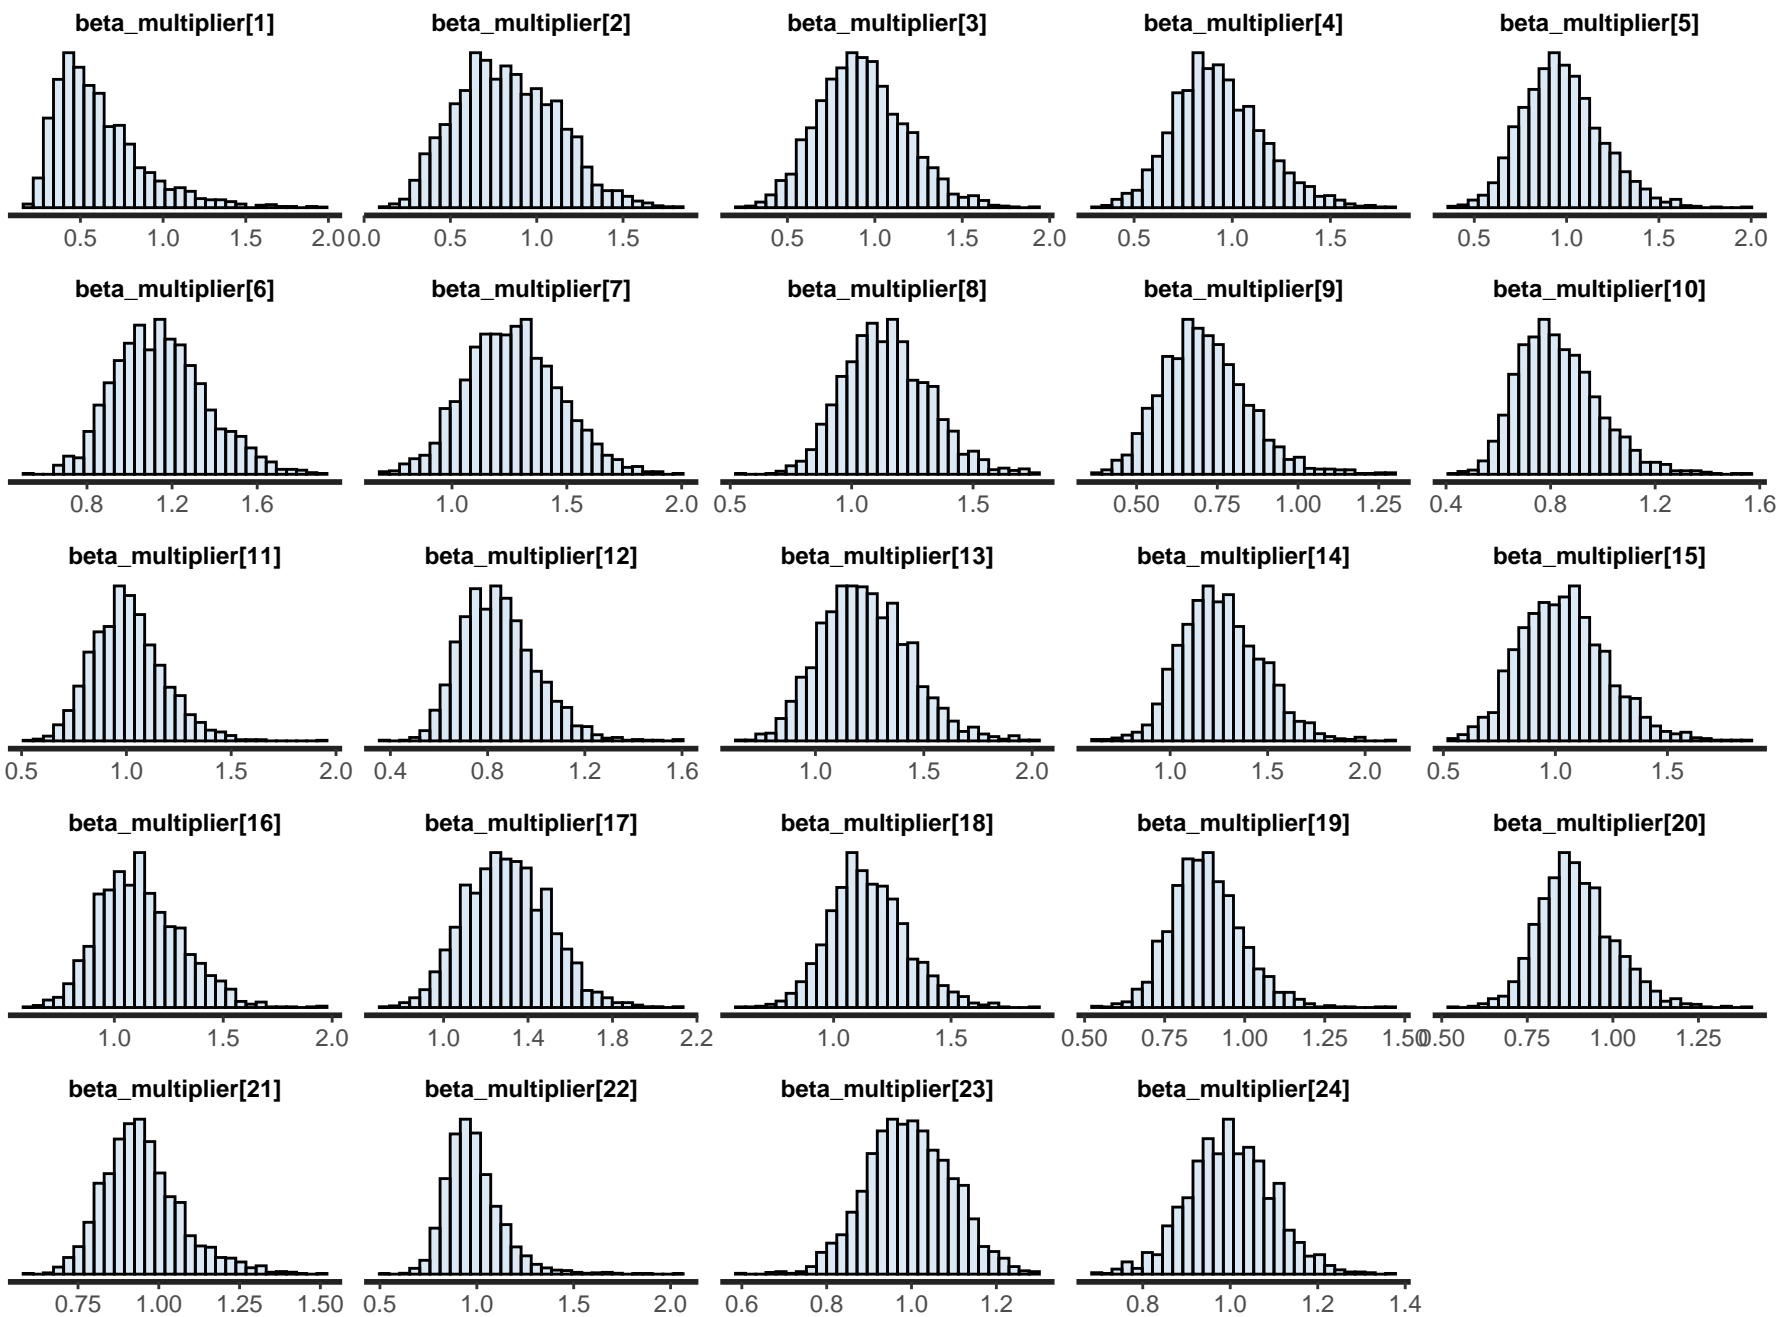 beta_multiplier[1] beta_multiplier[2] beta_multiplier[3] beta_multiplier[4] beta_multiplier[5]
0.5 1.0 1.5 2.0 0.0 0.5 1.0 1.5 0.5 1.0 1.5 2.0 0.5 1.0 1.5 0.5 1.0 1.5 2.0
beta_multiplier[6] beta_multiplier[7] beta_multiplier[8] beta_multiplier[9] beta_multiplier[10]
0.8 1.2 1.6 1.0 1.5 2.0 0.5 1.0 1.5 0.50 0.75 1.00 1.25 0.4 0.8 1.2 1.6
beta_multiplier[11] beta_multiplier[12] beta_multiplier[13] beta_multiplier[14] beta_multiplier[15]
0.5 1.0 1.5 2.0 0.4 0.8 1.2 1.6 1.0 1.5 2.0 1.0 1.5 2.0 0.5 1.0 1.5
beta_multiplier[16] beta_multiplier[17] beta_multiplier[18] beta_multiplier[19] beta_multiplier[20]
1.0 1.5 2.0 1.0 1.4 1.8 2.2 1.0 1.5 0.50 0.75 1.00 1.25 1.50 0.50 0.75 1.00 1.25
beta_multiplier[21] beta_multiplier[22] beta_multiplier[23] beta_multiplier[24]
0.75 1.00 1.25 1.50 0.5 1.0 1.5 2.0 0.6 0.8 1.0 1.2 0.8 1.0 1.2 1.4